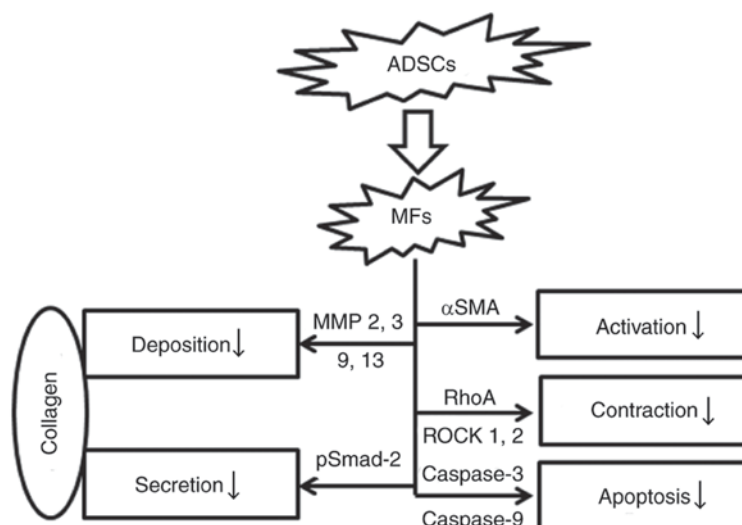 ADSCs
MFs
MMP 2, 3
9, 13
αSMA
Deposition↓
Activation↓
RhoA
ROCK 1, 2
Contraction↓
Collagen
pSmad-2
Secretion↓
Caspase-3
Caspase-9
Apoptosis↓